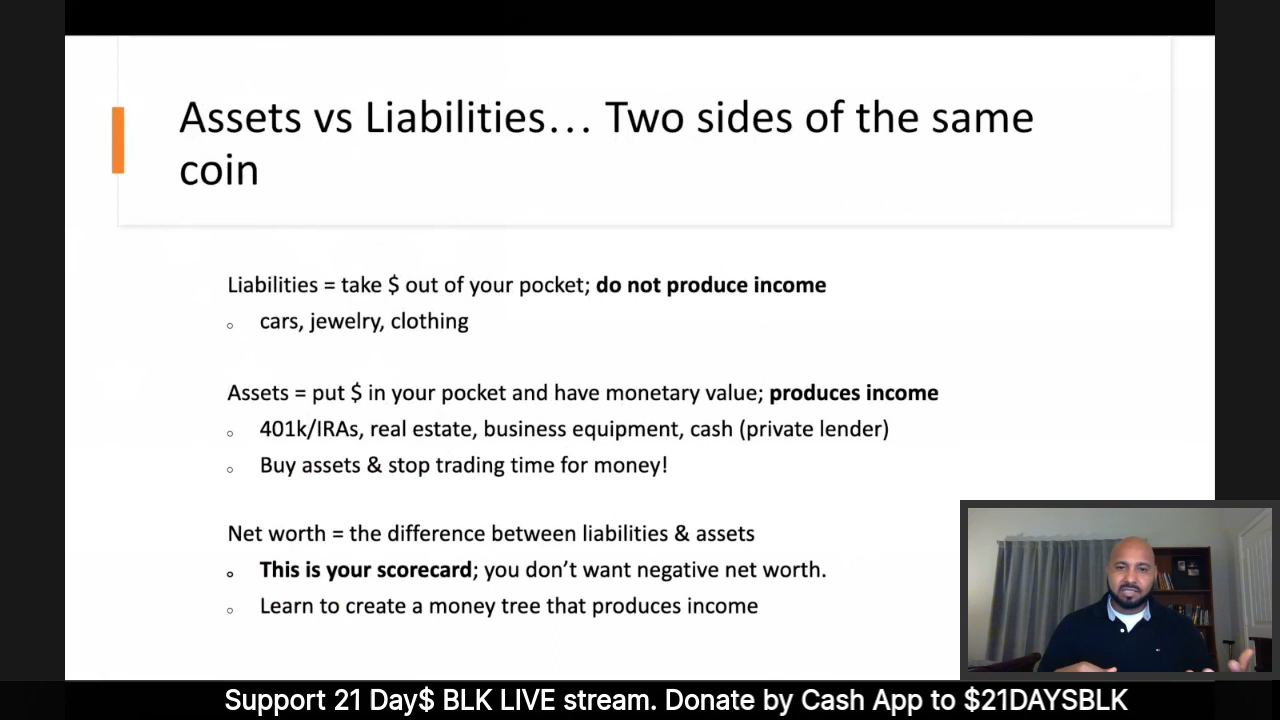 Assets vs Liabilities… Two sides of the same
coin
Liabilities = take $ out of your pocket; do not produce income
○ cars, jewelry, clothing
Assets = put $ in your pocket and have monetary value; produces income
○ 401k/IRAs, real estate, business equipment, cash (private lender)
○ Buy assets & stop trading time for money!
Net worth = the difference between liabilities & assets
○ This is your scorecard; you don’t want negative net worth.
○ Learn to create a money tree that produces income
Support 21 Day$ BLK LIVE stream. Donate by Cash App to $21DAYSBLK